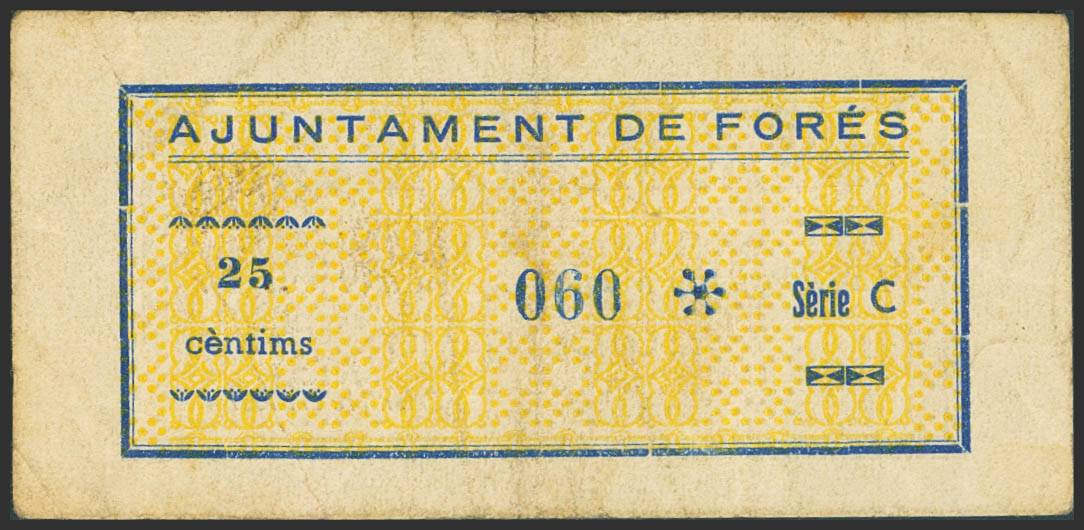 AJUNTAMENT DE FORÉS
25
cèntims
060 *
Sèrie C